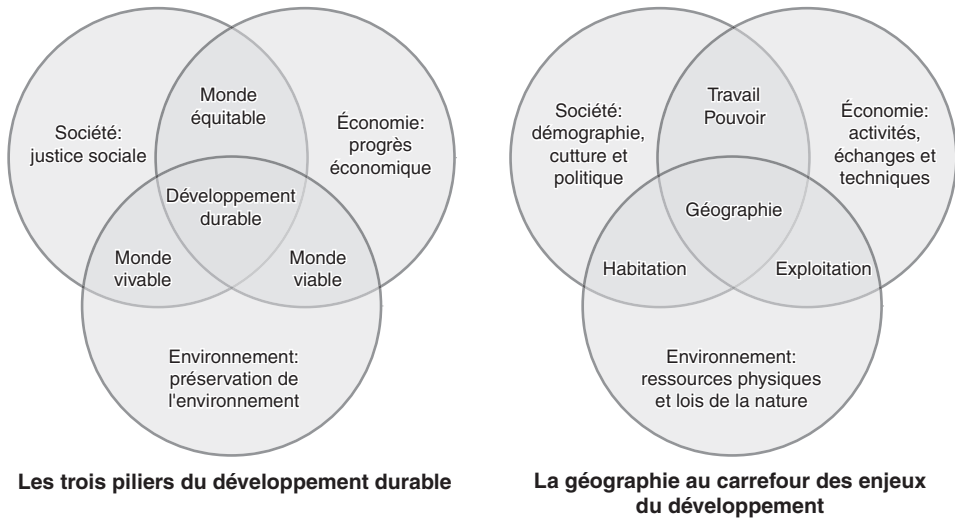 Monde
équitable
Société:
justice sociale
Économie:
progrès
économique
Développement
durable
Monde
vivable
Monde
viable
Environnement:
préservation de
l'environnement
Les trois piliers du développement durable
Travail
Pouvoir
Société:
démographie,
cutture et
politique
Économie:
activités,
échanges et
techniques
Géographie
Habitation
Exploitation
Environnement:
ressources physiques
et lois de la nature
La géographie au carrefour des enjeux
du développement